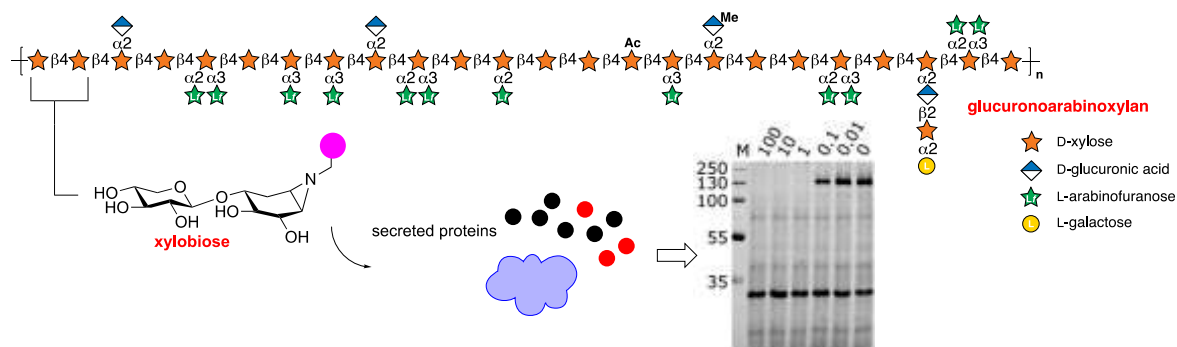 Me L L
α2 α2 Ac α2 α2 α3
β4 β4 β4 β4 β4 β4 β4 β4 β4 β4 β4 β4 β4 β4 β4 β4 β4 β4 β4 β4 β4 β4 β4 n
α2 α3 α3 α3 α2 α3 α2 α3 α2 α3 α2
L L L L L L L L L L
β2
α2
L
glucuronoarabinoxylan
D-xylose
D-glucuronic acid
L L-arabinofuranose
L L-galactose
N
O
HO
HO
HO
OH
O
HO
HO
OH
xylobiose
secreted proteins
M 100 10 1 0.1 0.01 0
250
130
100
55
35